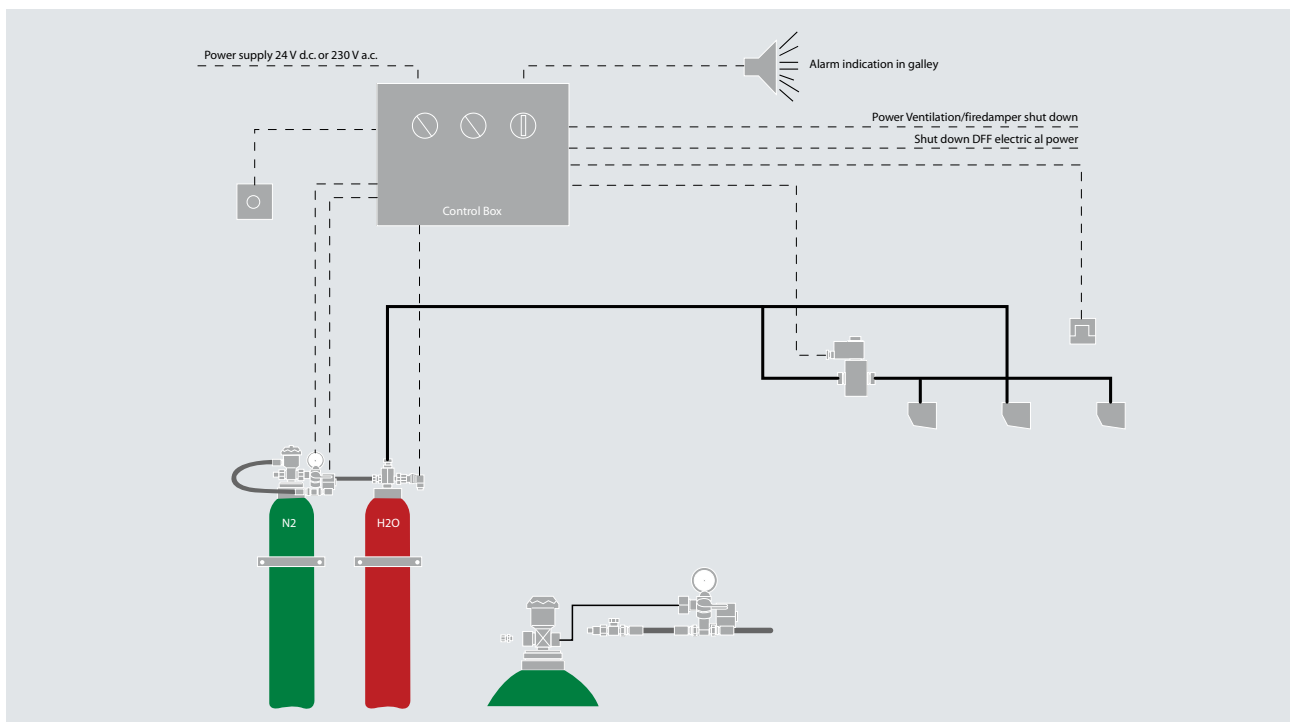 Power supply 24 V d.c. or 230 V a.c.
Alarm indication in galley
Power Ventilation/firedamper shut down
Shut down DFF electric al power
Control Box
N2
H2O